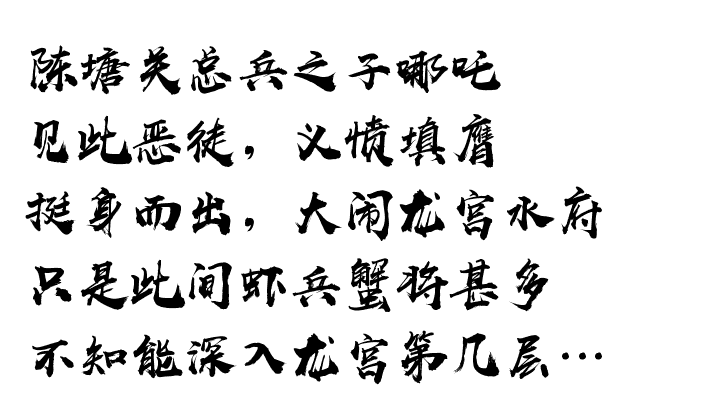 陈塘关总兵之子哪吒
见此恶徒，义愤填膺
挺身而出，大闹龙宫水府
只是此间虾兵蟹将甚多
不知能深入龙宫第几层…